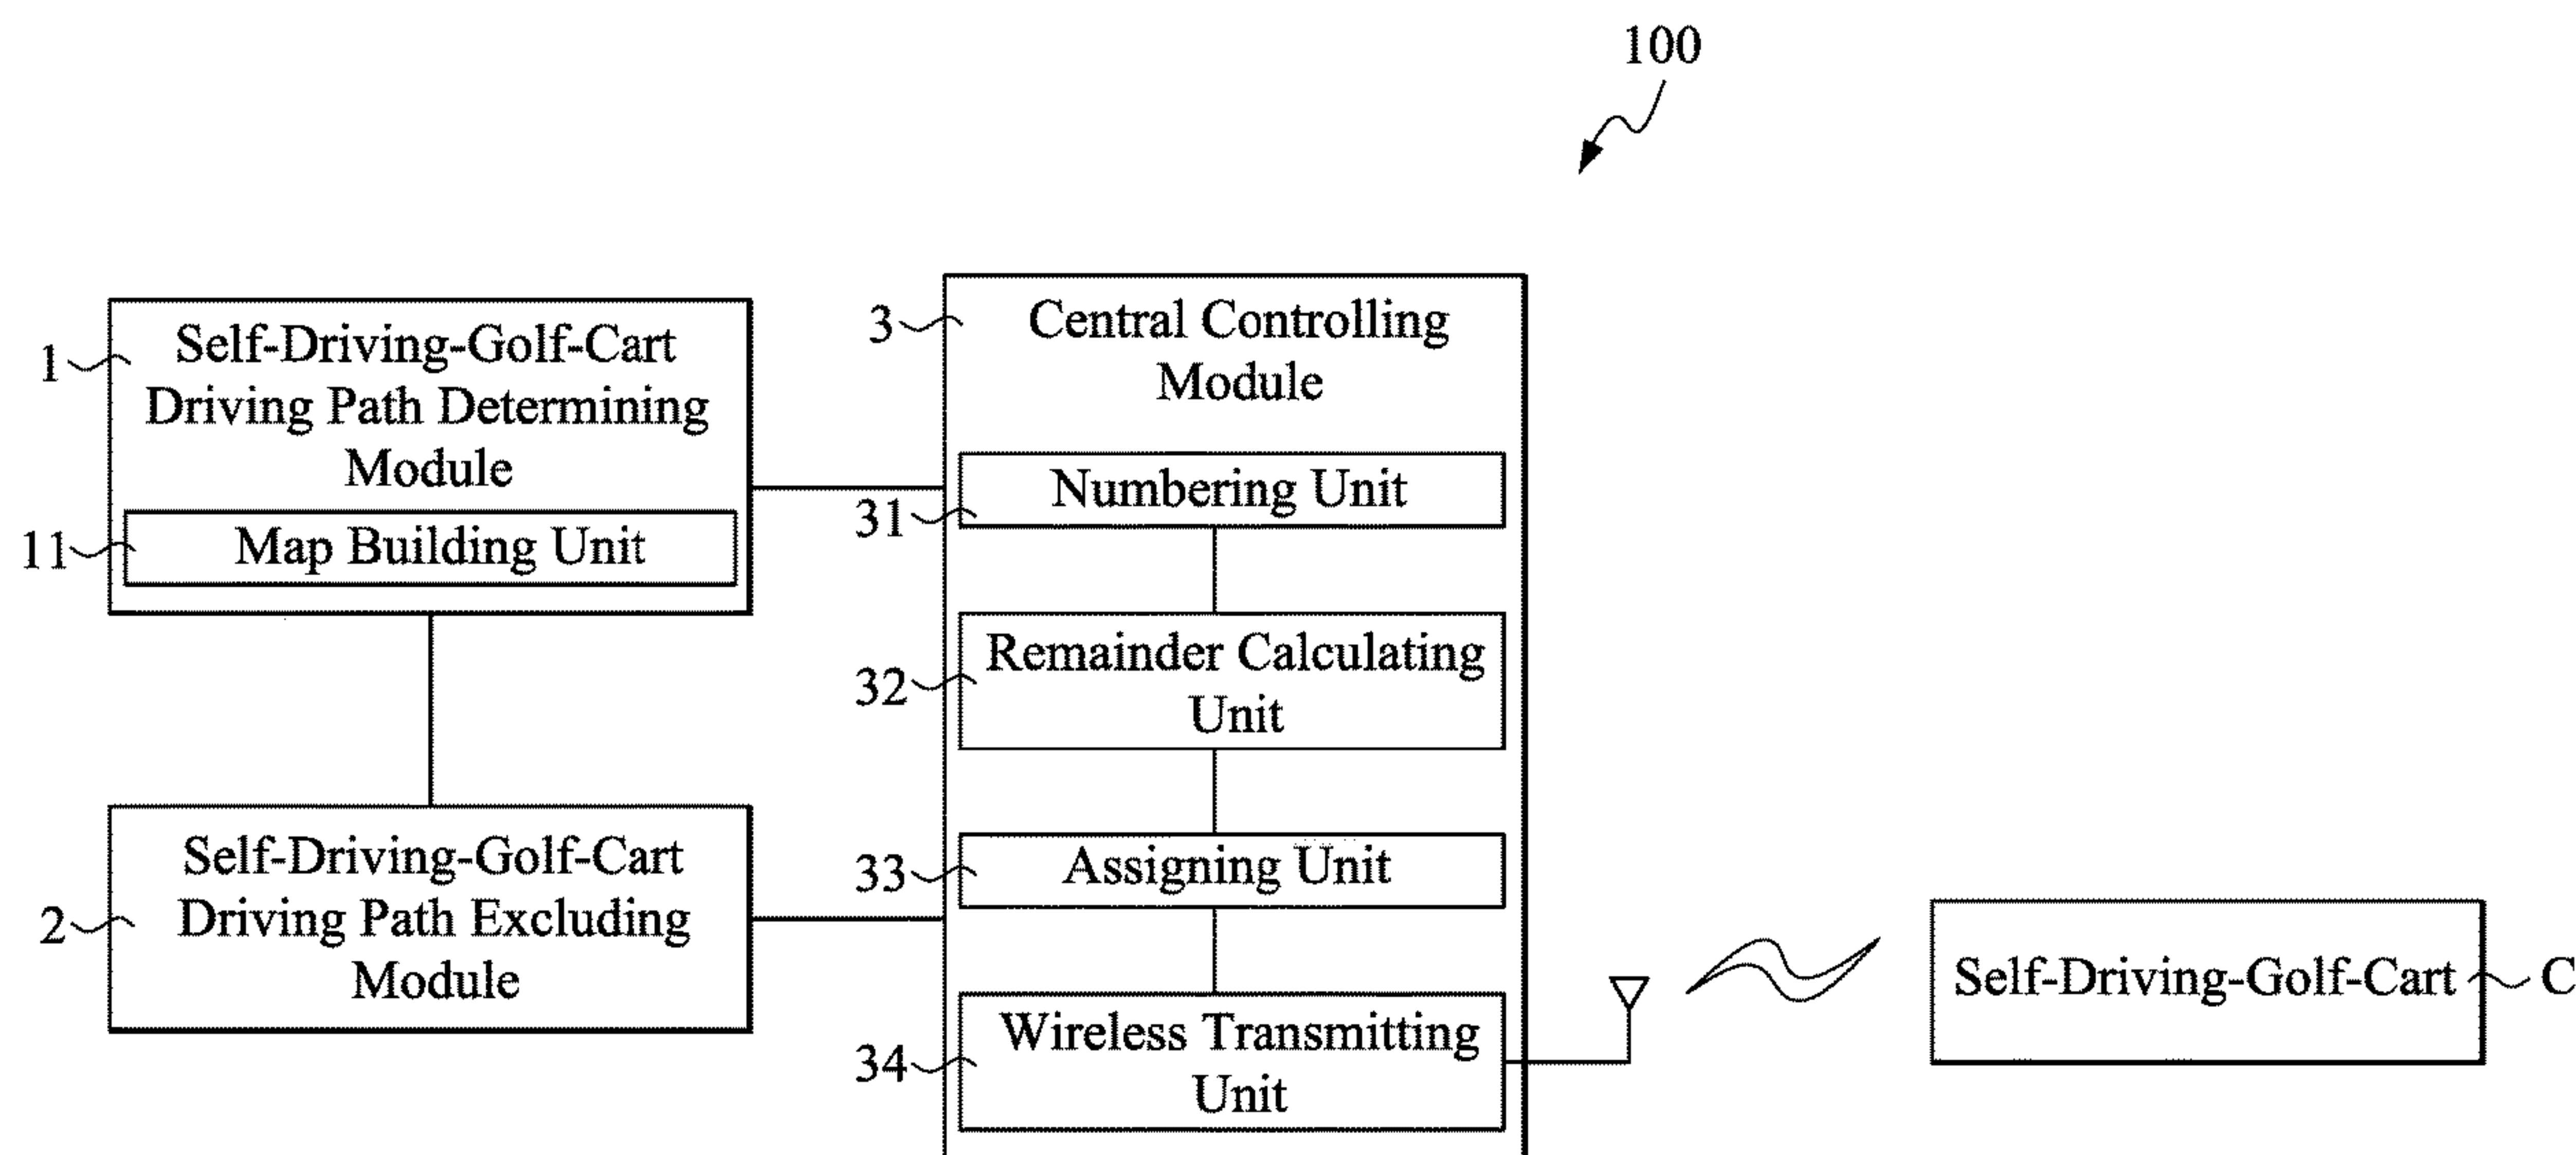 100
1
Self-Driving-Golf-Cart
Driving Path Determining
Module
11
Map Building Unit
2
Self-Driving-Golf-Cart
Driving Path Excluding
Module
3
Central Controlling
Module
31
Numbering Unit
32
Remainder Calculating
Unit
33
Assigning Unit
34
Wireless Transmitting
Unit
Self-Driving-Golf-Cart
C